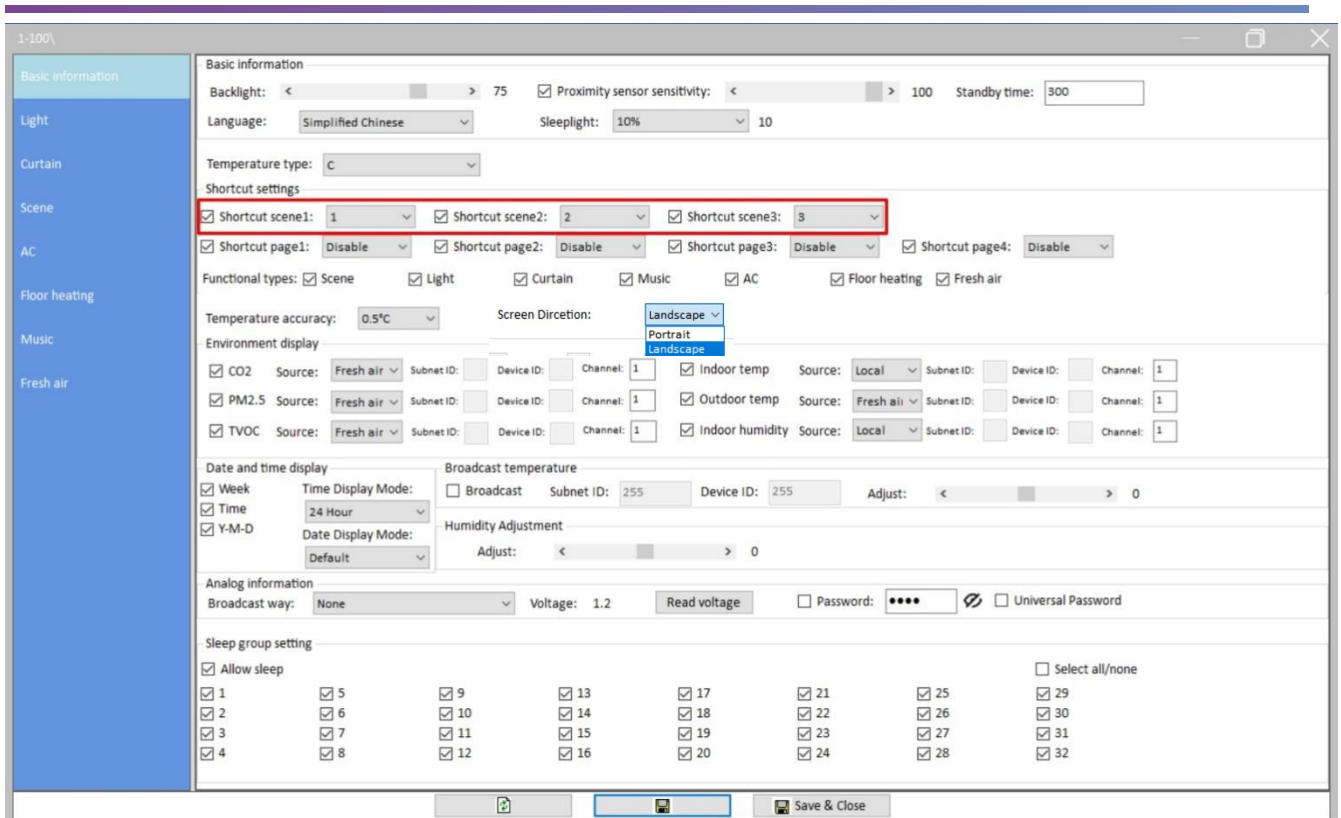 1-100\
Basic information
Light
Curtain
Scene
AC
Floor heating
Music
Fresh air
Basic information
Backlight: < > 75 Proximity sensor sensitivity: < > 100 Standby time: 300
Language: Simplified Chinese Sleeplight: 10% 10
Temperature type: C
Shortcut settings
Shortcut scene1: 1 Shortcut scene2: 2 Shortcut scene3: 3
Shortcut page1: Disable Shortcut page2: Disable Shortcut page3: Disable Shortcut page4: Disable
Functional types: Scene Light Curtain Music AC Floor heating Fresh air
Temperature accuracy: 0.5°C Screen Dircetion: Landscape
Portrait
Landscape
Environment display
CO2 Source: Fresh air Subnet ID: Device ID: Channel: 1 Indoor temp Source: Local Subnet ID: Device ID: Channel: 1
PM2.5 Source: Fresh air Subnet ID: Device ID: Channel: 1 Outdoor temp Source: Fresh air Subnet ID: Device ID: Channel: 1
TVOC Source: Fresh air Subnet ID: Device ID: Channel: 1 Indoor humidity Source: Local Subnet ID: Device ID: Channel: 1
Date and time display
Week Time Display Mode:
Time 24 Hour
Y-M-D Date Display Mode:
Default
Broadcast temperature
Broadcast Subnet ID: 255 Device ID: 255 Adjust: < > 0
Humidity Adjustment
Adjust: < > 0
Analog information
Broadcast way: None Voltage: 1.2 Read voltage Password: •••• Universal Password
Sleep group setting
Allow sleep Select all/none
1 5 9 13 17 21 25 29
2 6 10 14 18 22 26 30
3 7 11 15 19 23 27 31
4 8 12 16 20 24 28 32
Save & Close